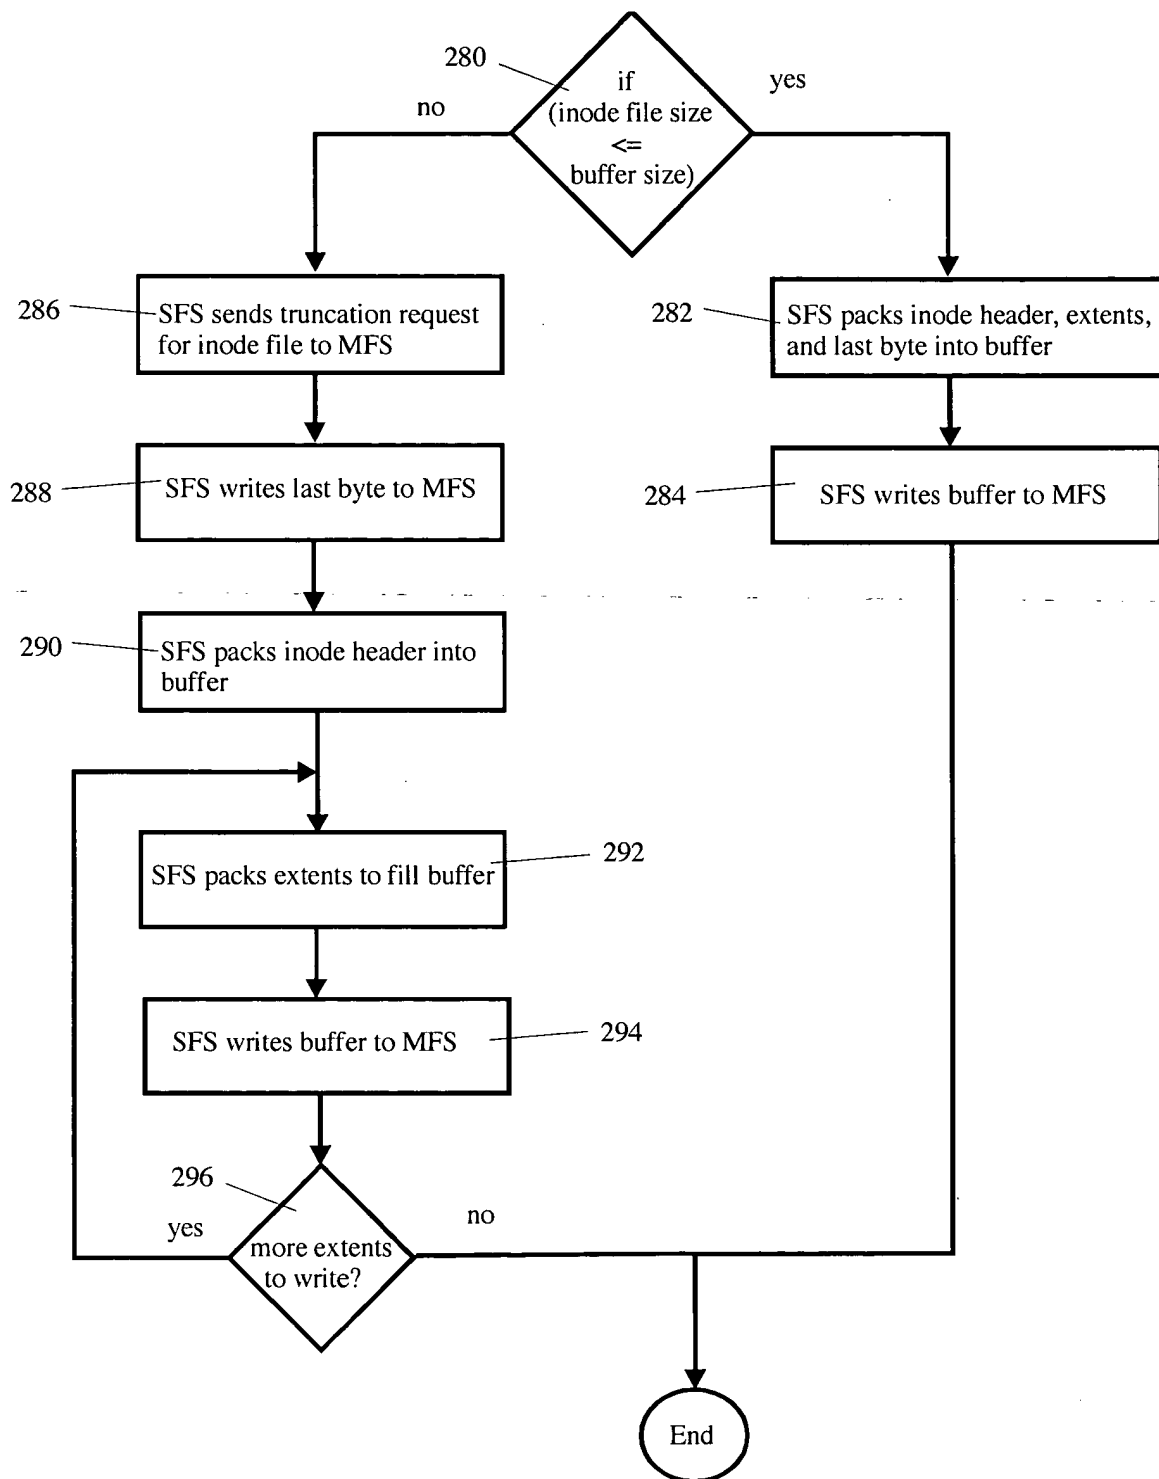 280
if
(inode file size
<=
buffer size)
yes
no
286
SFS sends truncation request
for inode file to MFS
282
SFS packs inode header, extents,
and last byte into buffer
288
SFS writes last byte to MFS
284
SFS writes buffer to MFS
290
SFS packs inode header into
buffer
292
SFS packs extents to fill buffer
SFS writes buffer to MFS
294
296
yes
no
more extents
to write?
End